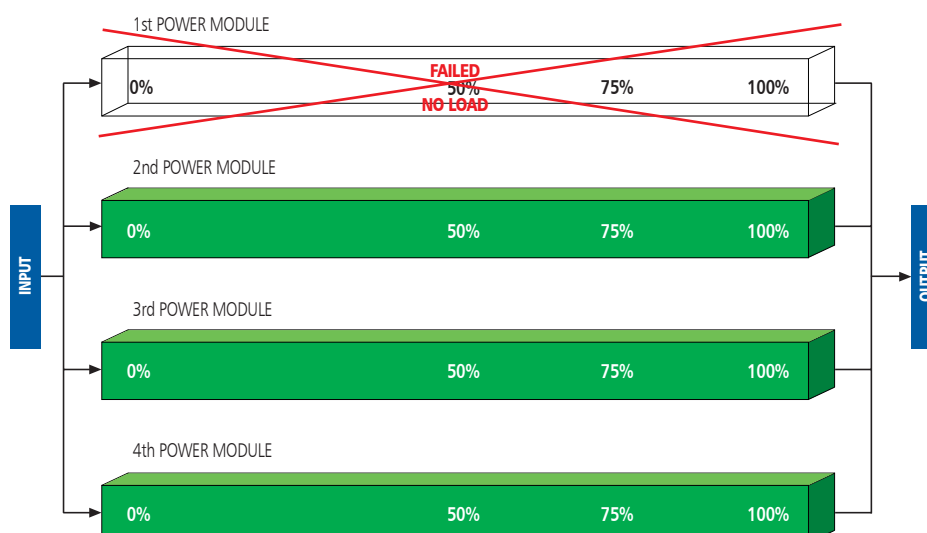 1st POWER MODULE
FAILED
0% 50% 75% 100%
NO LOAD
2nd POWER MODULE
0% 50% 75% 100%
INPUT
OUTPUT
3rd POWER MODULE
0% 50% 75% 100%
4th POWER MODULE
0% 50% 75% 100%